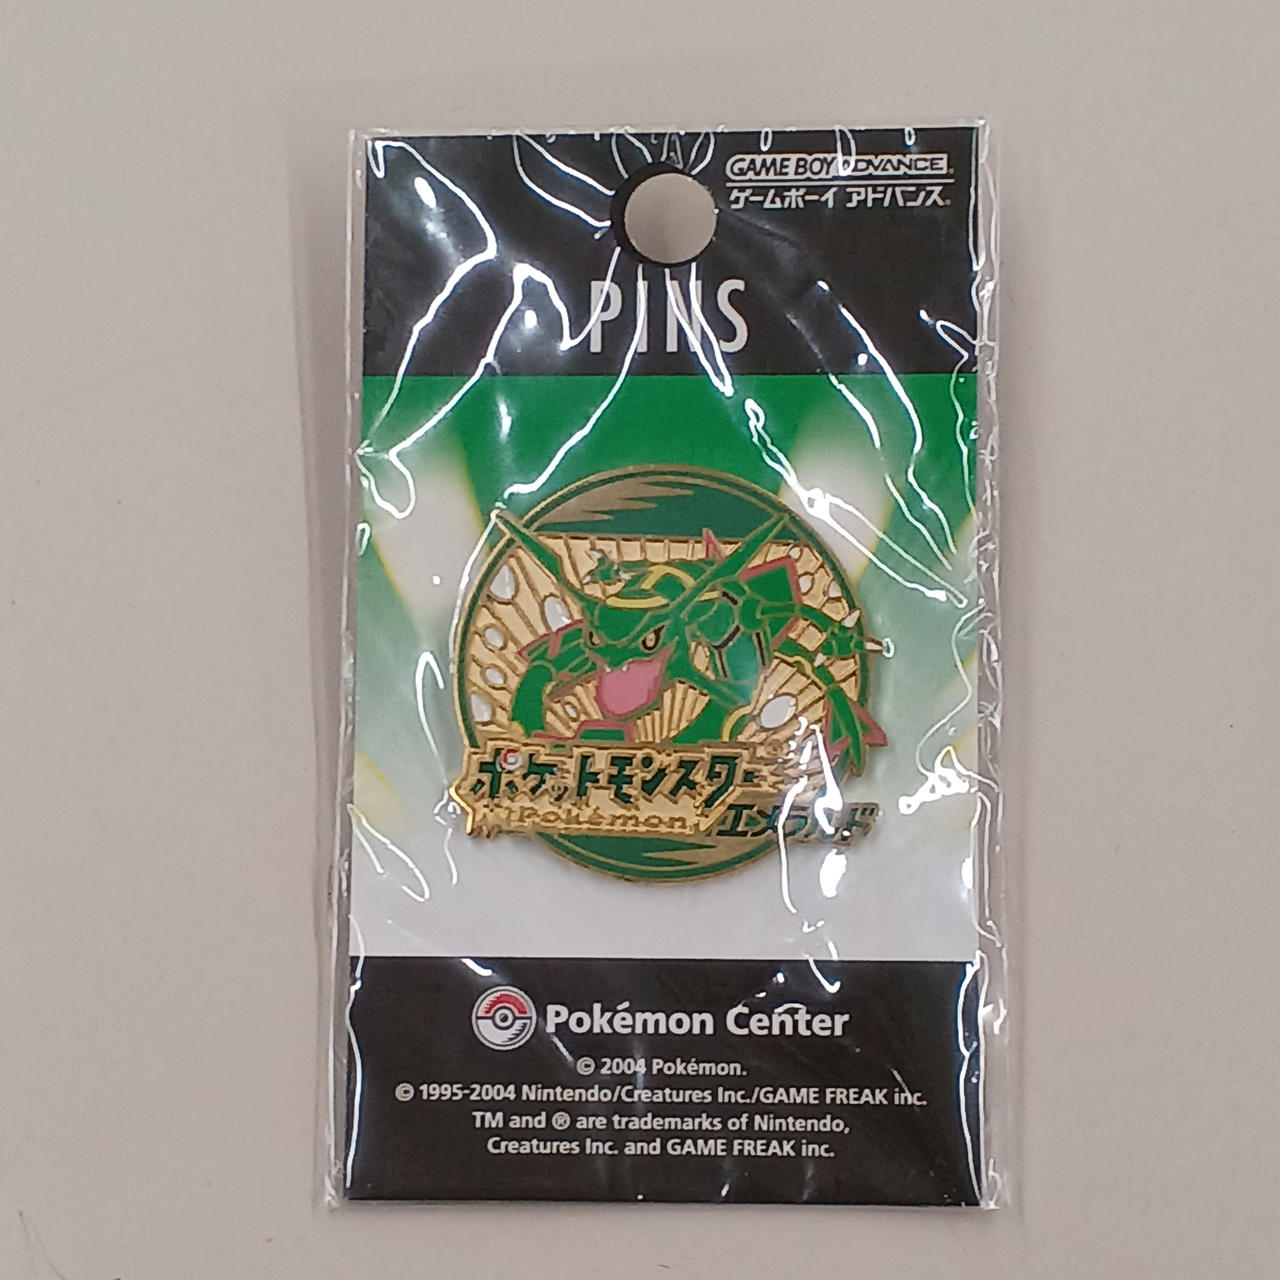 GAME BOY ADVANCE
ゲームボーイ アドバンス®
PINS
ポケットモンスター
Pokémon
エメラルド
Pokémon Center
© 2004 Pokémon.
© 1995-2004 Nintendo/Creatures Inc./GAME FREAK inc.
TM and ® are trademarks of Nintendo,
Creatures Inc. and GAME FREAK inc.